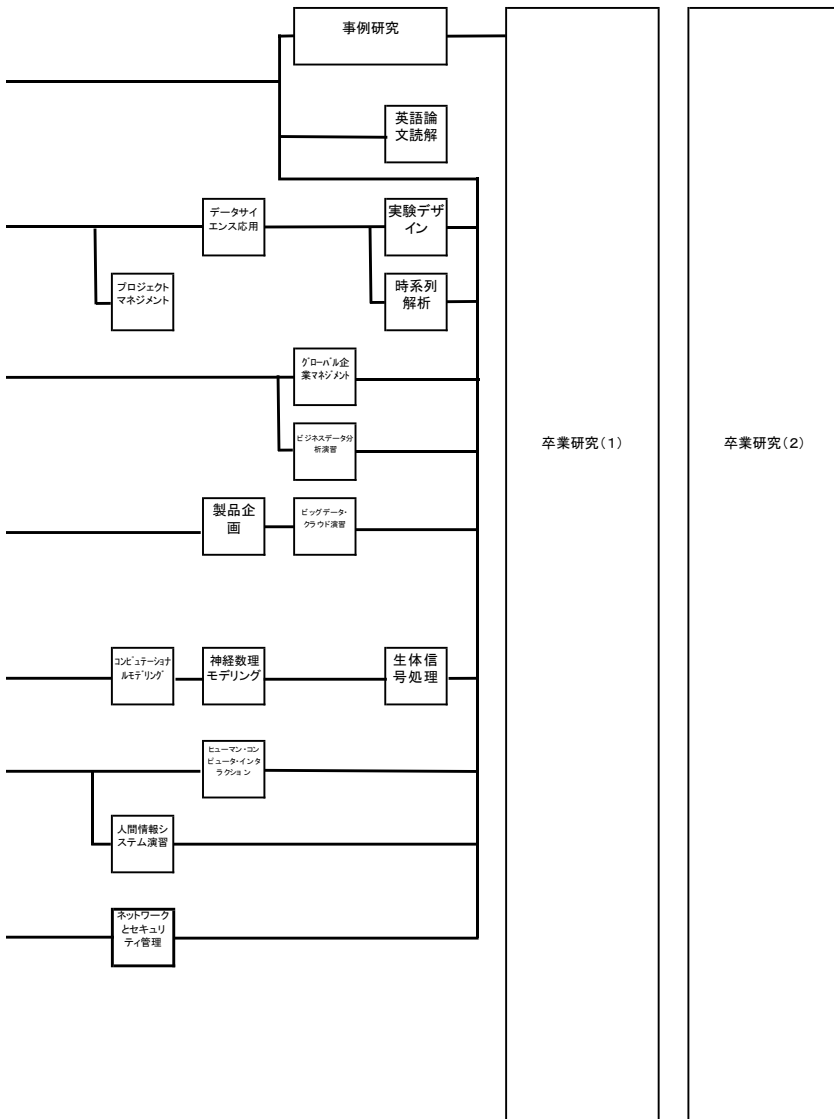 事例研究
英語論
文読解
データサイ
エンス応用
実験デザ
イン
プロジェクト
マネジメント
時系列
解析
グローバル企
業マネジメント
ビジネスデータ分
析演習
卒業研究(1)
卒業研究(2)
製品企
画
ビッグデータ・
クラウド演習
コンピュテーショナ
ルモデリング
神経数理
モデリング
生体信
号処理
ヒューマン・コン
ピュータ・インタ
ラクション
人間情報シ
ステム演習
ネットワーク
とセキュリ
ティ管理